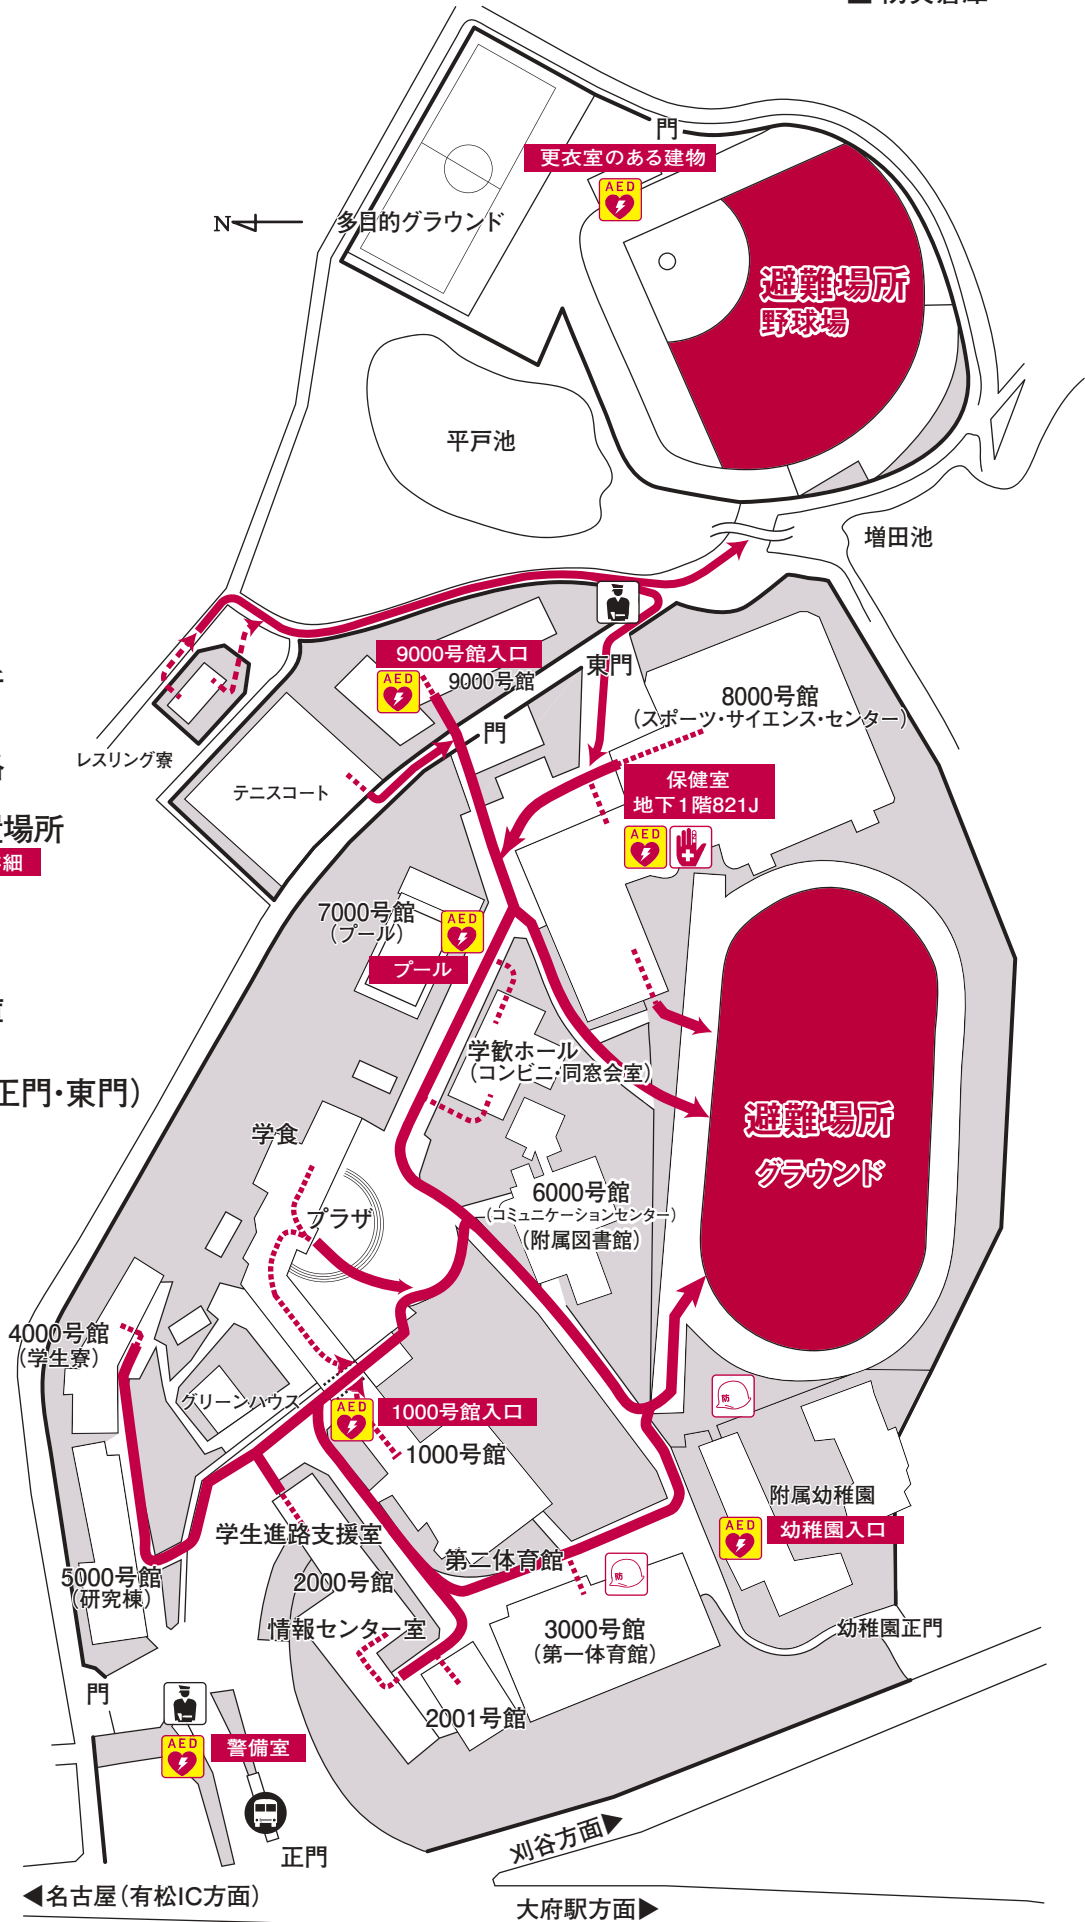 門
更衣室のある建物
AED
N
多目的グラウンド
避難場所
野球場
平戸池
増田池
9000号館入口
AED
9000号館
東門
門
8000号館
(スポーツ・サイエンス・センター)
レスリング寮
テニスコート
保健室
地下1階821J
AED
場所
細
7000号館
(プール)
AED
プール
学歓ホール
(コンビニ・同窓会室)
正門・東門)
避難場所
グラウンド
学食
プラザ
6000号館
(コミュニケーションセンター)
(附属図書館)
4000号館
(学生寮)
グリーンハウス
AED
1000号館入口
1000号館
防
附属幼稚園
AED
幼稚園入口
学生進路支援室
第二体育館
防
5000号館
(研究棟)
2000号館
情報センター室
3000号館
(第一体育館)
幼稚園正門
2001号館
門
AED
警備室
正門
刈谷方面▶
◀名古屋(有松IC方面)
大府駅方面▶